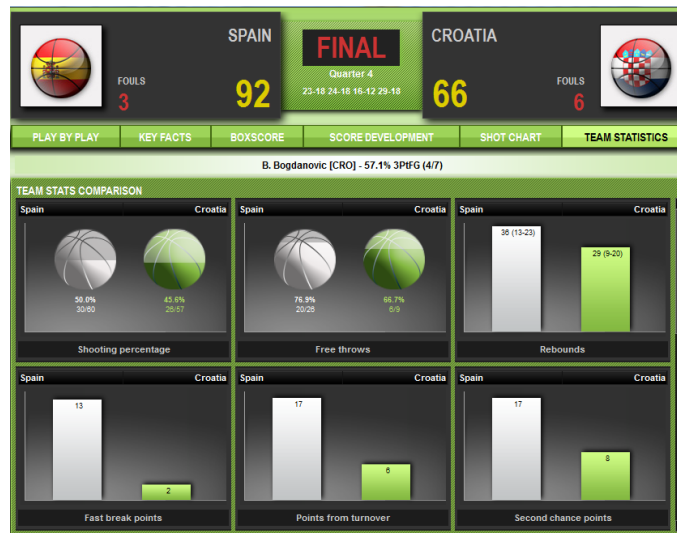 SPAIN
FINAL
CROATIA
FOULS
3
92
Quarter 4
23-18 24-18 16-12 29-18
66
FOULS
6
PLAY BY PLAY KEY FACTS BOXSCORE SCORE DEVELOPMENT SHOT CHART TEAM STATISTICS
B. Bogdanovic [CRO] - 57.1% 3PtFG (4/7)
TEAM STATS COMPARISON
Spain Croatia
50.0% 45.6%
30/60 26/57
Shooting percentage
Spain Croatia
76.9% 66.7%
20/26 6/9
Free throws
Spain Croatia
36 (13-23)
29 (9-20)
Rebounds
Spain Croatia
13
2
Fast break points
Spain Croatia
17
6
Points from turnover
Spain Croatia
17
8
Second chance points